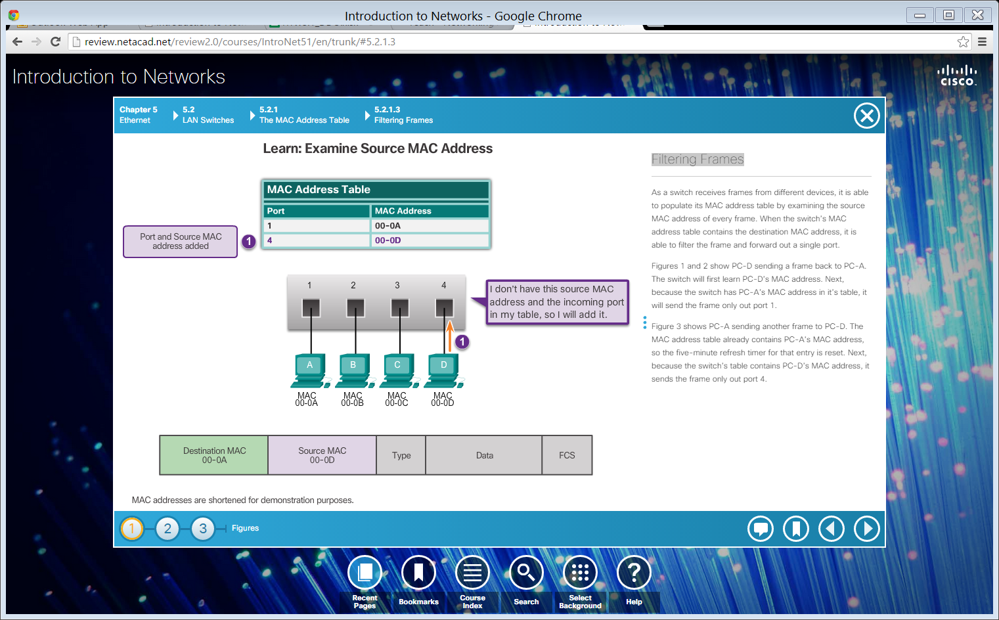 Introduction to Networks - Google Chrome
review.netacad.net/review2.0/courses/IntroNet51/en/trunk/#5.2.1.3
Introduction to Networks
CISCO
Chapter 5
Ethernet
5.2
LAN Switches
5.2.1
The MAC Address Table
5.2.1.3
Filtering Frames
Learn: Examine Source MAC Address
MAC Address Table
Port MAC Address
1 00-0A
4 00-0D
Port and Source MAC
address added
1
1 2 3 4
I don't have this source MAC
address and the incoming port
in my table, so I will add it.
1
A B C D
MAC MAC MAC MAC
00-0A 00-0B 00-0C 00-0D
Destination MAC
00-0A
Source MAC
00-0D
Type
Data
FCS
MAC addresses are shortened for demonstration purposes.
Filtering Frames
As a switch receives frames from different devices, it is able
to populate its MAC address table by examining the source
MAC address of every frame. When the switch's MAC
address table contains the destination MAC address, it is
able to filter the frame and forward out a single port.
Figures 1 and 2 show PC-D sending a frame back to PC-A.
The switch will first learn PC-D's MAC address. Next,
because the switch has PC-A's MAC address in it's table, it
will send the frame only out port 1.
Figure 3 shows PC-A sending another frame to PC-D. The
MAC address table already contains PC-A's MAC address,
so the five-minute refresh timer for that entry is reset. Next,
because the switch's table contains PC-D's MAC address, it
sends the frame only out port 4.
1 2 3 Figures
Recent
Pages
Bookmarks
Course
Index
Search
Select
Background
?
Help